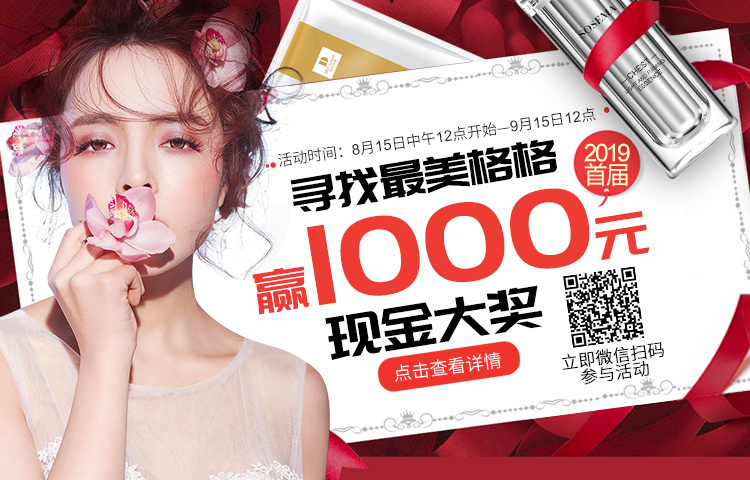 SOSEMA
CHEST
ESSENCE
D
活动时间：8月15日中午12点开始—9月15日12点
寻找最美格格
2019
首届
赢1000元
现金大奖
点击查看详情
立即微信扫码
参与活动